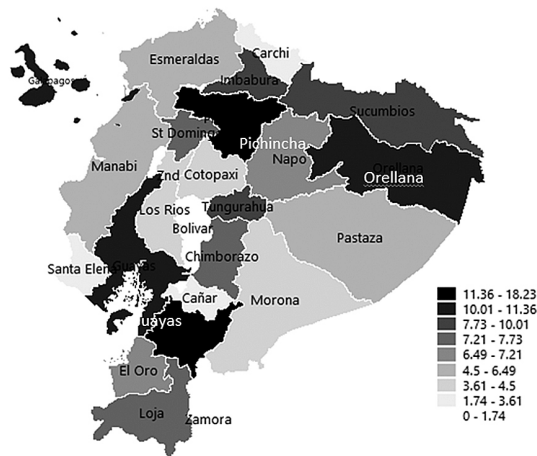 Esmeraldas
Carchi
Imbabura
Galapagos
Sucumbios
St Doming
Pichincha
Napo
Orellana
Orellana
Manabi
Znd
Cotopaxi
Los Rios
Tungurahua
Bolivar
Pastaza
Santa Elena
Guayas
Chimborazo
Cañar
Morona
Guayas
El Oro
Loja
Zamora
11.36 - 18.23
10.01 - 11.36
7.73 - 10.01
7.21 - 7.73
6.49 - 7.21
4.5 - 6.49
3.61 - 4.5
1.74 - 3.61
0 - 1.74